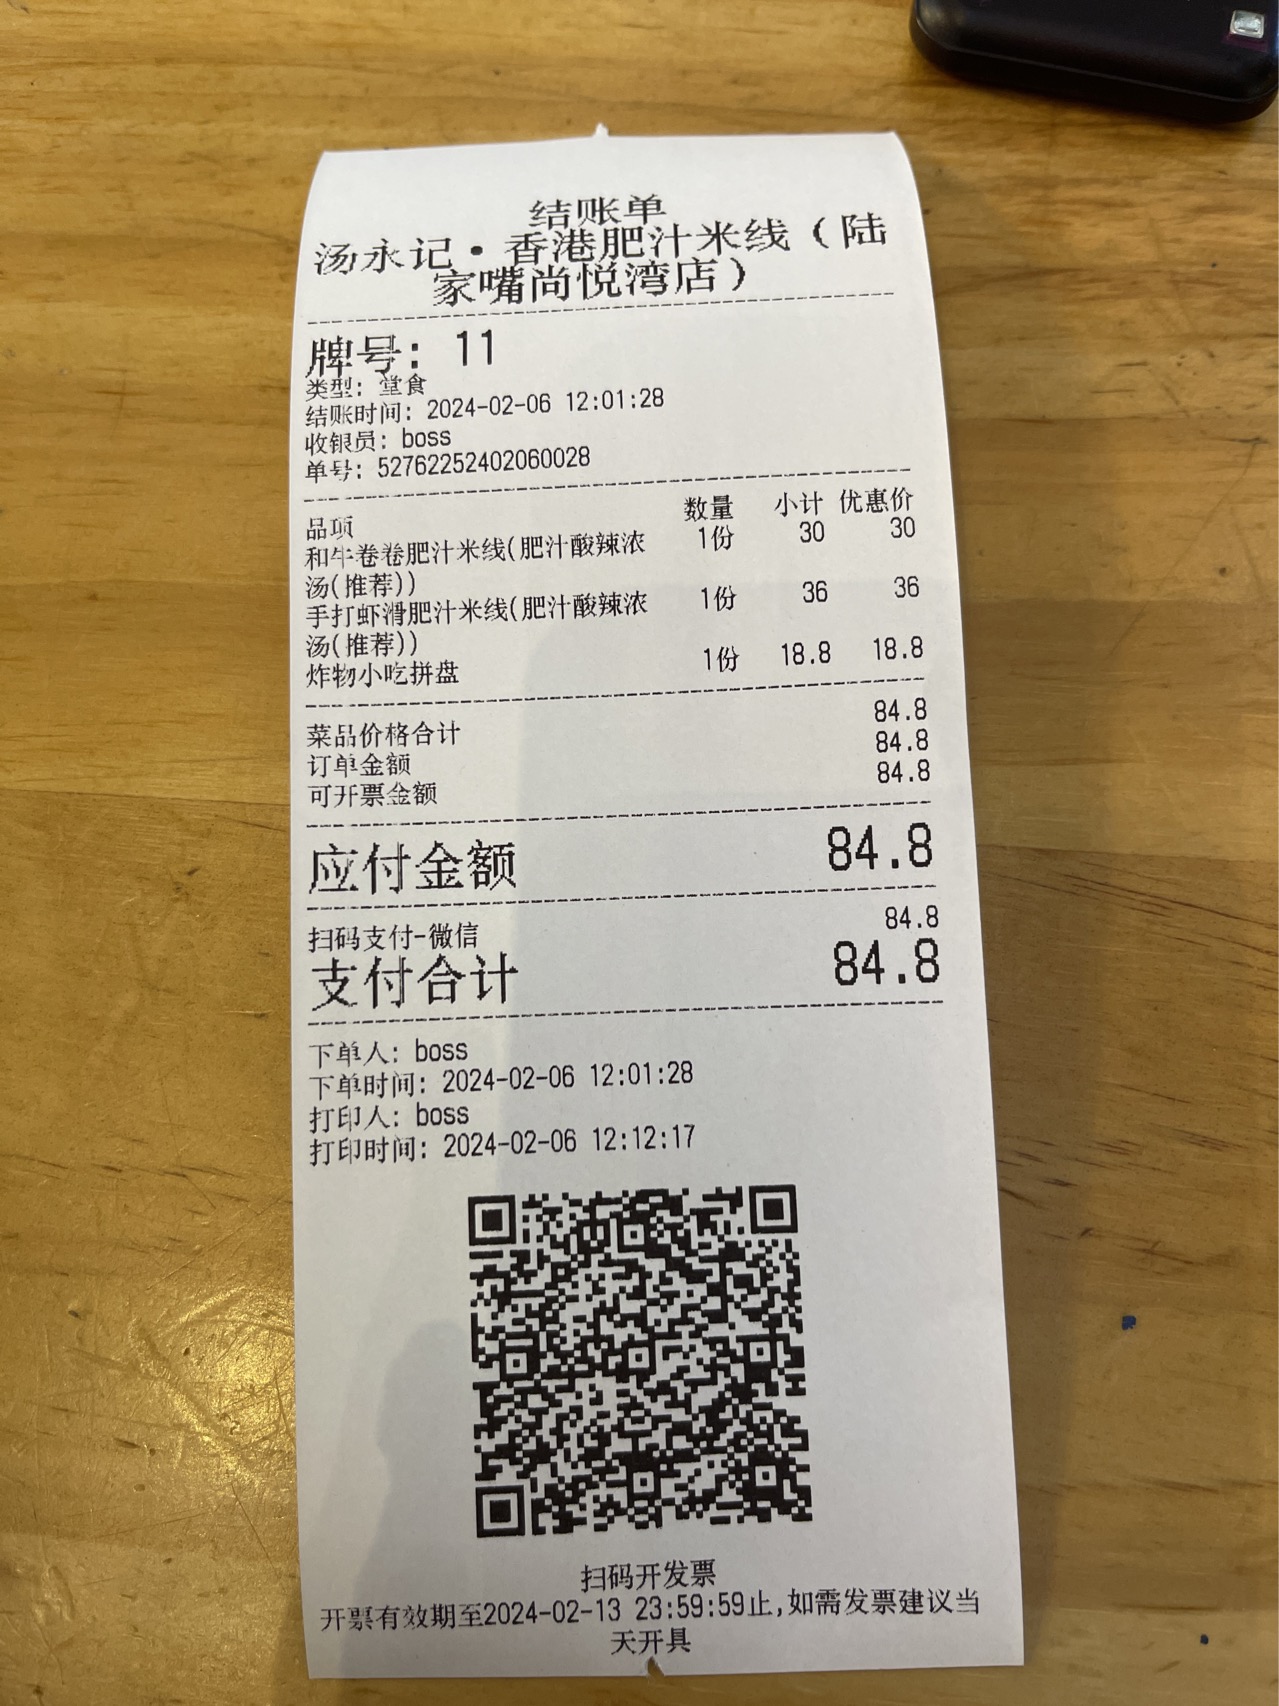 结账单
汤永记·香港肥汁米线（陆
家嘴尚悦湾店）
牌号: 11
类型: 堂食
结账时间: 2024-02-06 12:01:28
收银员: boss
单号: 52762252402060028
品项 数量 小计 优惠价
和牛卷卷肥汁米线(肥汁酸辣浓 1份 30 30
汤(推荐))
手打虾滑肥汁米线(肥汁酸辣浓 1份 36 36
汤(推荐))
炸物小吃拼盘 1份 18.8 18.8
菜品价格合计 84.8
订单金额 84.8
可开票金额 84.8
应付金额 84.8
扫码支付-微信 84.8
支付合计 84.8
下单人: boss
下单时间: 2024-02-06 12:01:28
打印人: boss
打印时间: 2024-02-06 12:12:17
扫码开发票
开票有效期至2024-02-13 23:59:59止,如需发票建议当
天开具